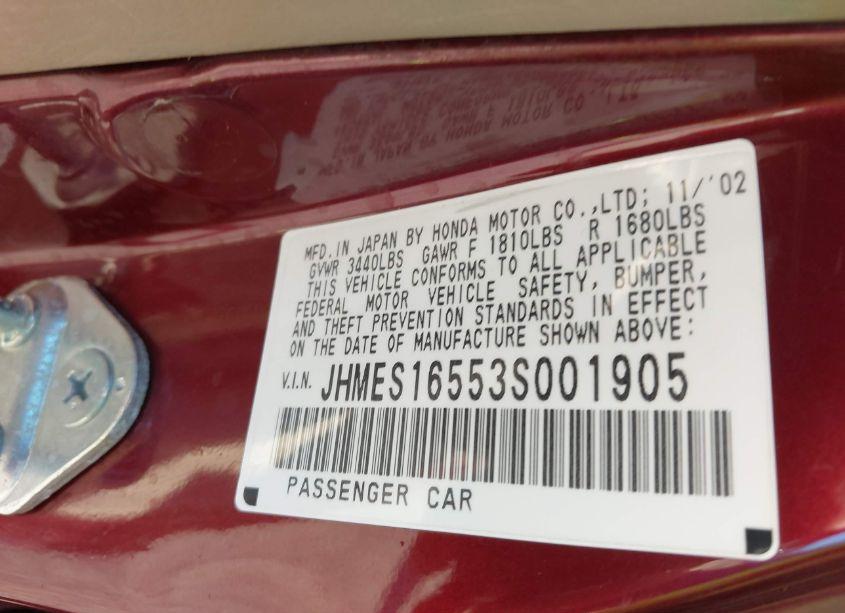 MFD.IN JAPAN BY HONDA MOTOR CO.,LTD; 11/'02
GVWR 3440LBS GAWR F 1810LBS R 1680LBS
THIS VEHICLE CONFORMS TO ALL APPLICABLE
FEDERAL MOTOR VEHICLE SAFETY, BUMPER,
AND THEFT PREVENTION STANDARDS IN EFFECT
ON THE DATE OF MANUFACTURE SHOWN ABOVE:
V.I.N. JHMES16553S001905
PASSENGER CAR